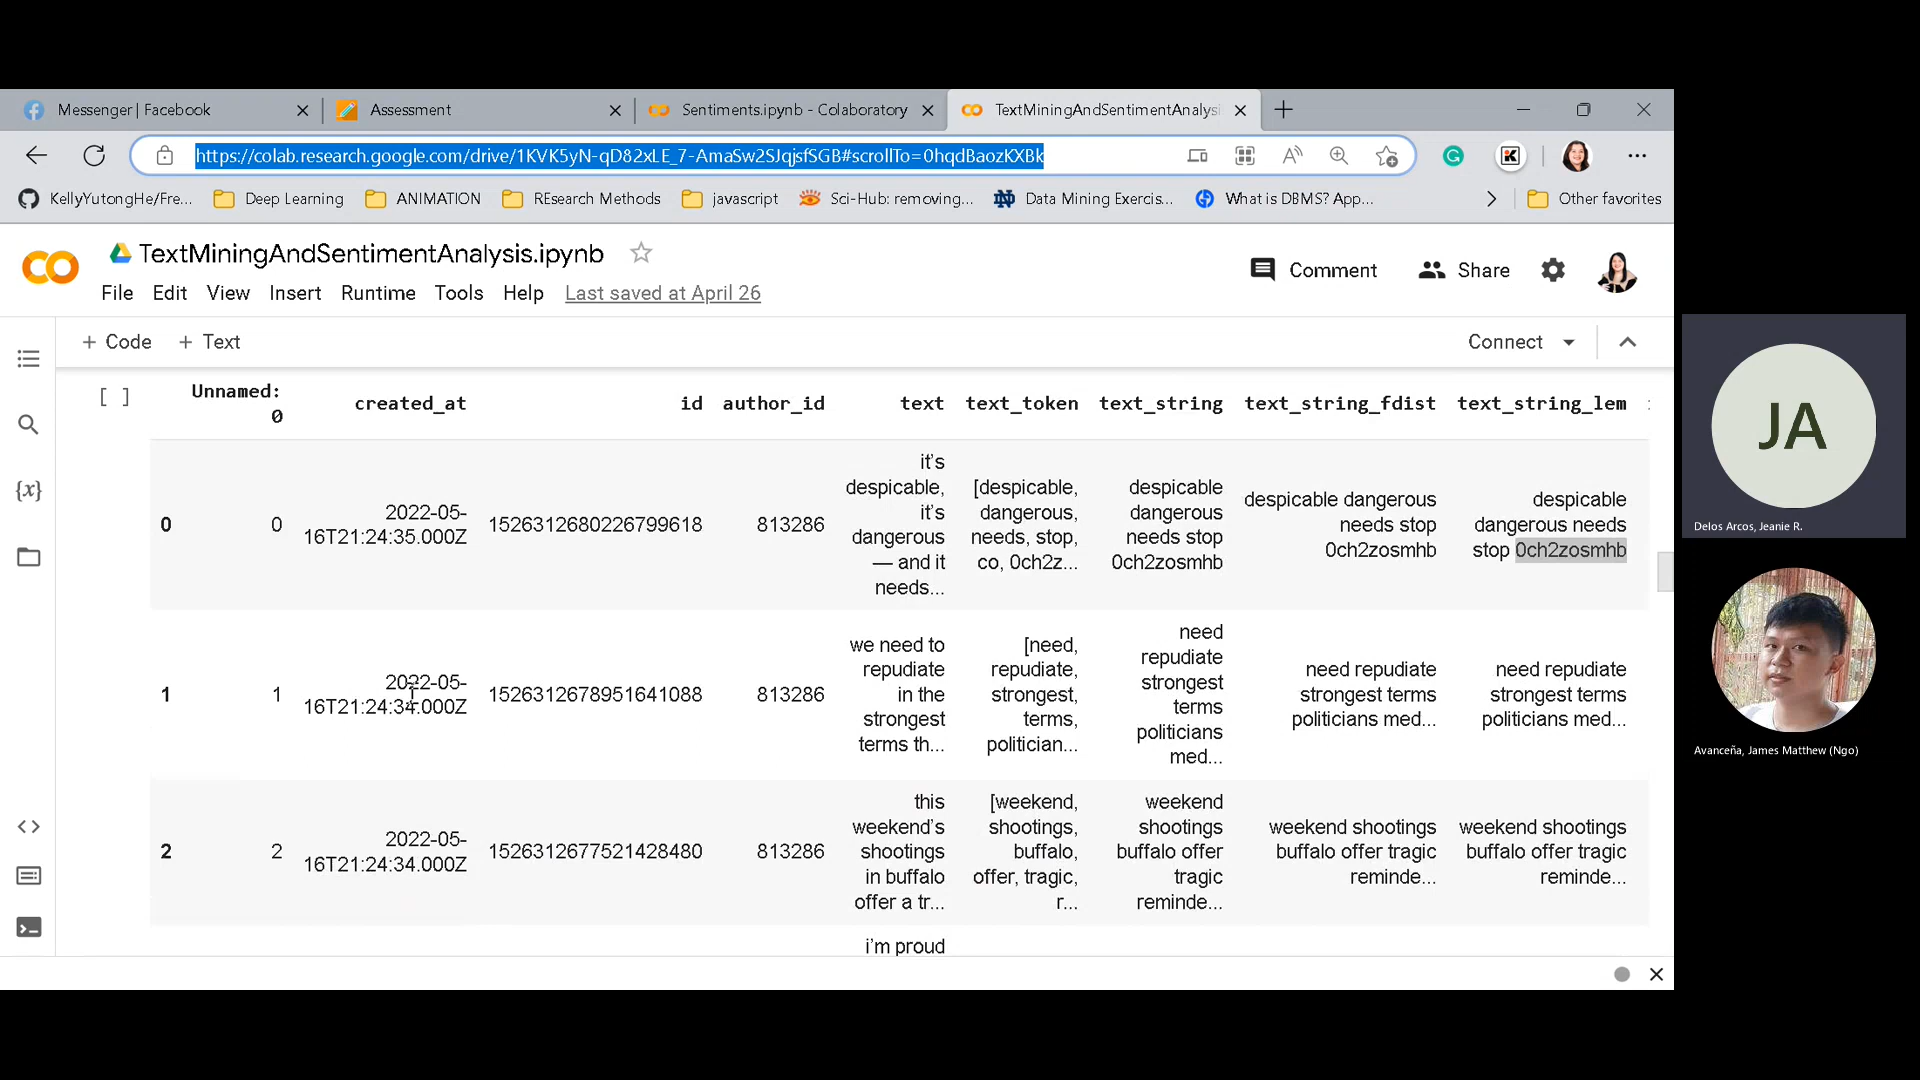 Messenger | Facebook
Assessment
Sentiments.ipynb - Colaboratory
TextMiningAndSentimentAnalysis
https://colab.research.google.com/drive/1KVK5yN-qD82xLE_7-AmaSw2SJqjsfSGB#scrollTo=0hqdBaozKXBk
KellyYutongHe/Fre...
Deep Learning
ANIMATION
REsearch Methods
javascript
Sci-Hub: removing...
Data Mining Exercis...
What is DBMS? App...
Other favorites
TextMiningAndSentimentAnalysis.ipynb
Comment
Share
File Edit View Insert Runtime Tools Help Last saved at April 26
+ Code + Text
Connect
[ ]
Unnamed: 0 created_at id author_id text text_token text_string text_string_fdist text_string_lem
0
0
2022-05-
16T21:24:35.000Z
1526312680226799618
813286
it's
despicable,
it's
dangerous
— and it
needs...
[despicable,
dangerous,
needs, stop,
co, 0ch2z...
despicable
dangerous
needs stop
0ch2zosmhb
despicable dangerous
needs stop
0ch2zosmhb
despicable
dangerous needs
stop 0ch2zosmhb
1
1
2022-05-
16T21:24:34.000Z
1526312678951641088
813286
we need to
repudiate
in the
strongest
terms th...
[need,
repudiate,
strongest,
terms,
politician...
need
repudiate
strongest
terms
politicians
med...
need repudiate
strongest terms
politicians med...
need repudiate
strongest terms
politicians med...
2
2
2022-05-
16T21:24:34.000Z
1526312677521428480
813286
this
weekend's
shootings
in buffalo
offer a tr...
[weekend,
shootings,
buffalo,
offer, tragic,
r...
weekend
shootings
buffalo offer
tragic
reminde...
weekend shootings
buffalo offer tragic
reminde...
weekend shootings
buffalo offer tragic
reminde...
i'm proud
JA
Delos Arcos, Jeanie R.
Avanceña, James Matthew (Ngo)